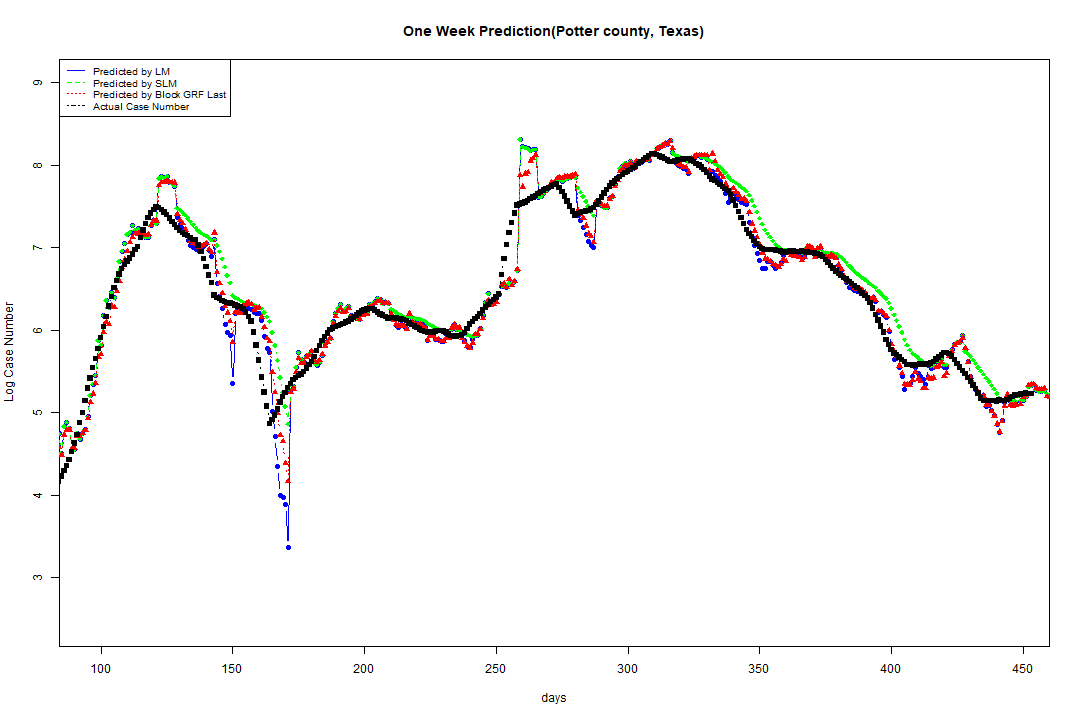 One Week Prediction(Potter county, Texas)
Predicted by LM
Predicted by SLM
Predicted by Block GRF Last
Actual Case Number
Log Case Number
9
8
7
6
5
4
3
100 150 200 250 300 350 400 450
days